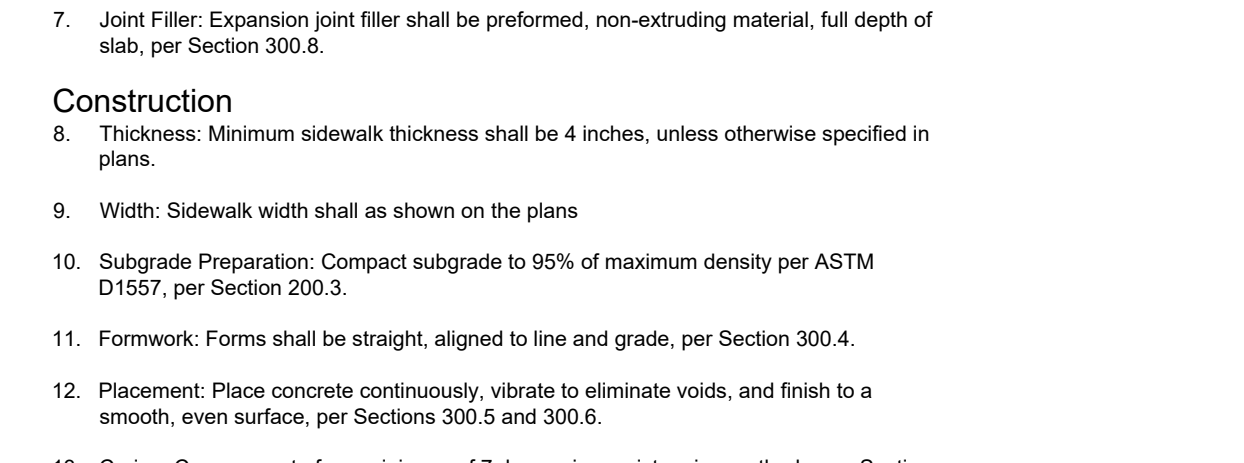 7. Joint Filler: Expansion joint filler shall be preformed, non-extruding material, full depth of
slab, per Section 300.8.
Construction
8. Thickness: Minimum sidewalk thickness shall be 4 inches, unless otherwise specified in
plans.
9. Width: Sidewalk width shall as shown on the plans
10. Subgrade Preparation: Compact subgrade to 95% of maximum density per ASTM
D1557, per Section 200.3.
11. Formwork: Forms shall be straight, aligned to line and grade, per Section 300.4.
12. Placement: Place concrete continuously, vibrate to eliminate voids, and finish to a
smooth, even surface, per Sections 300.5 and 300.6.